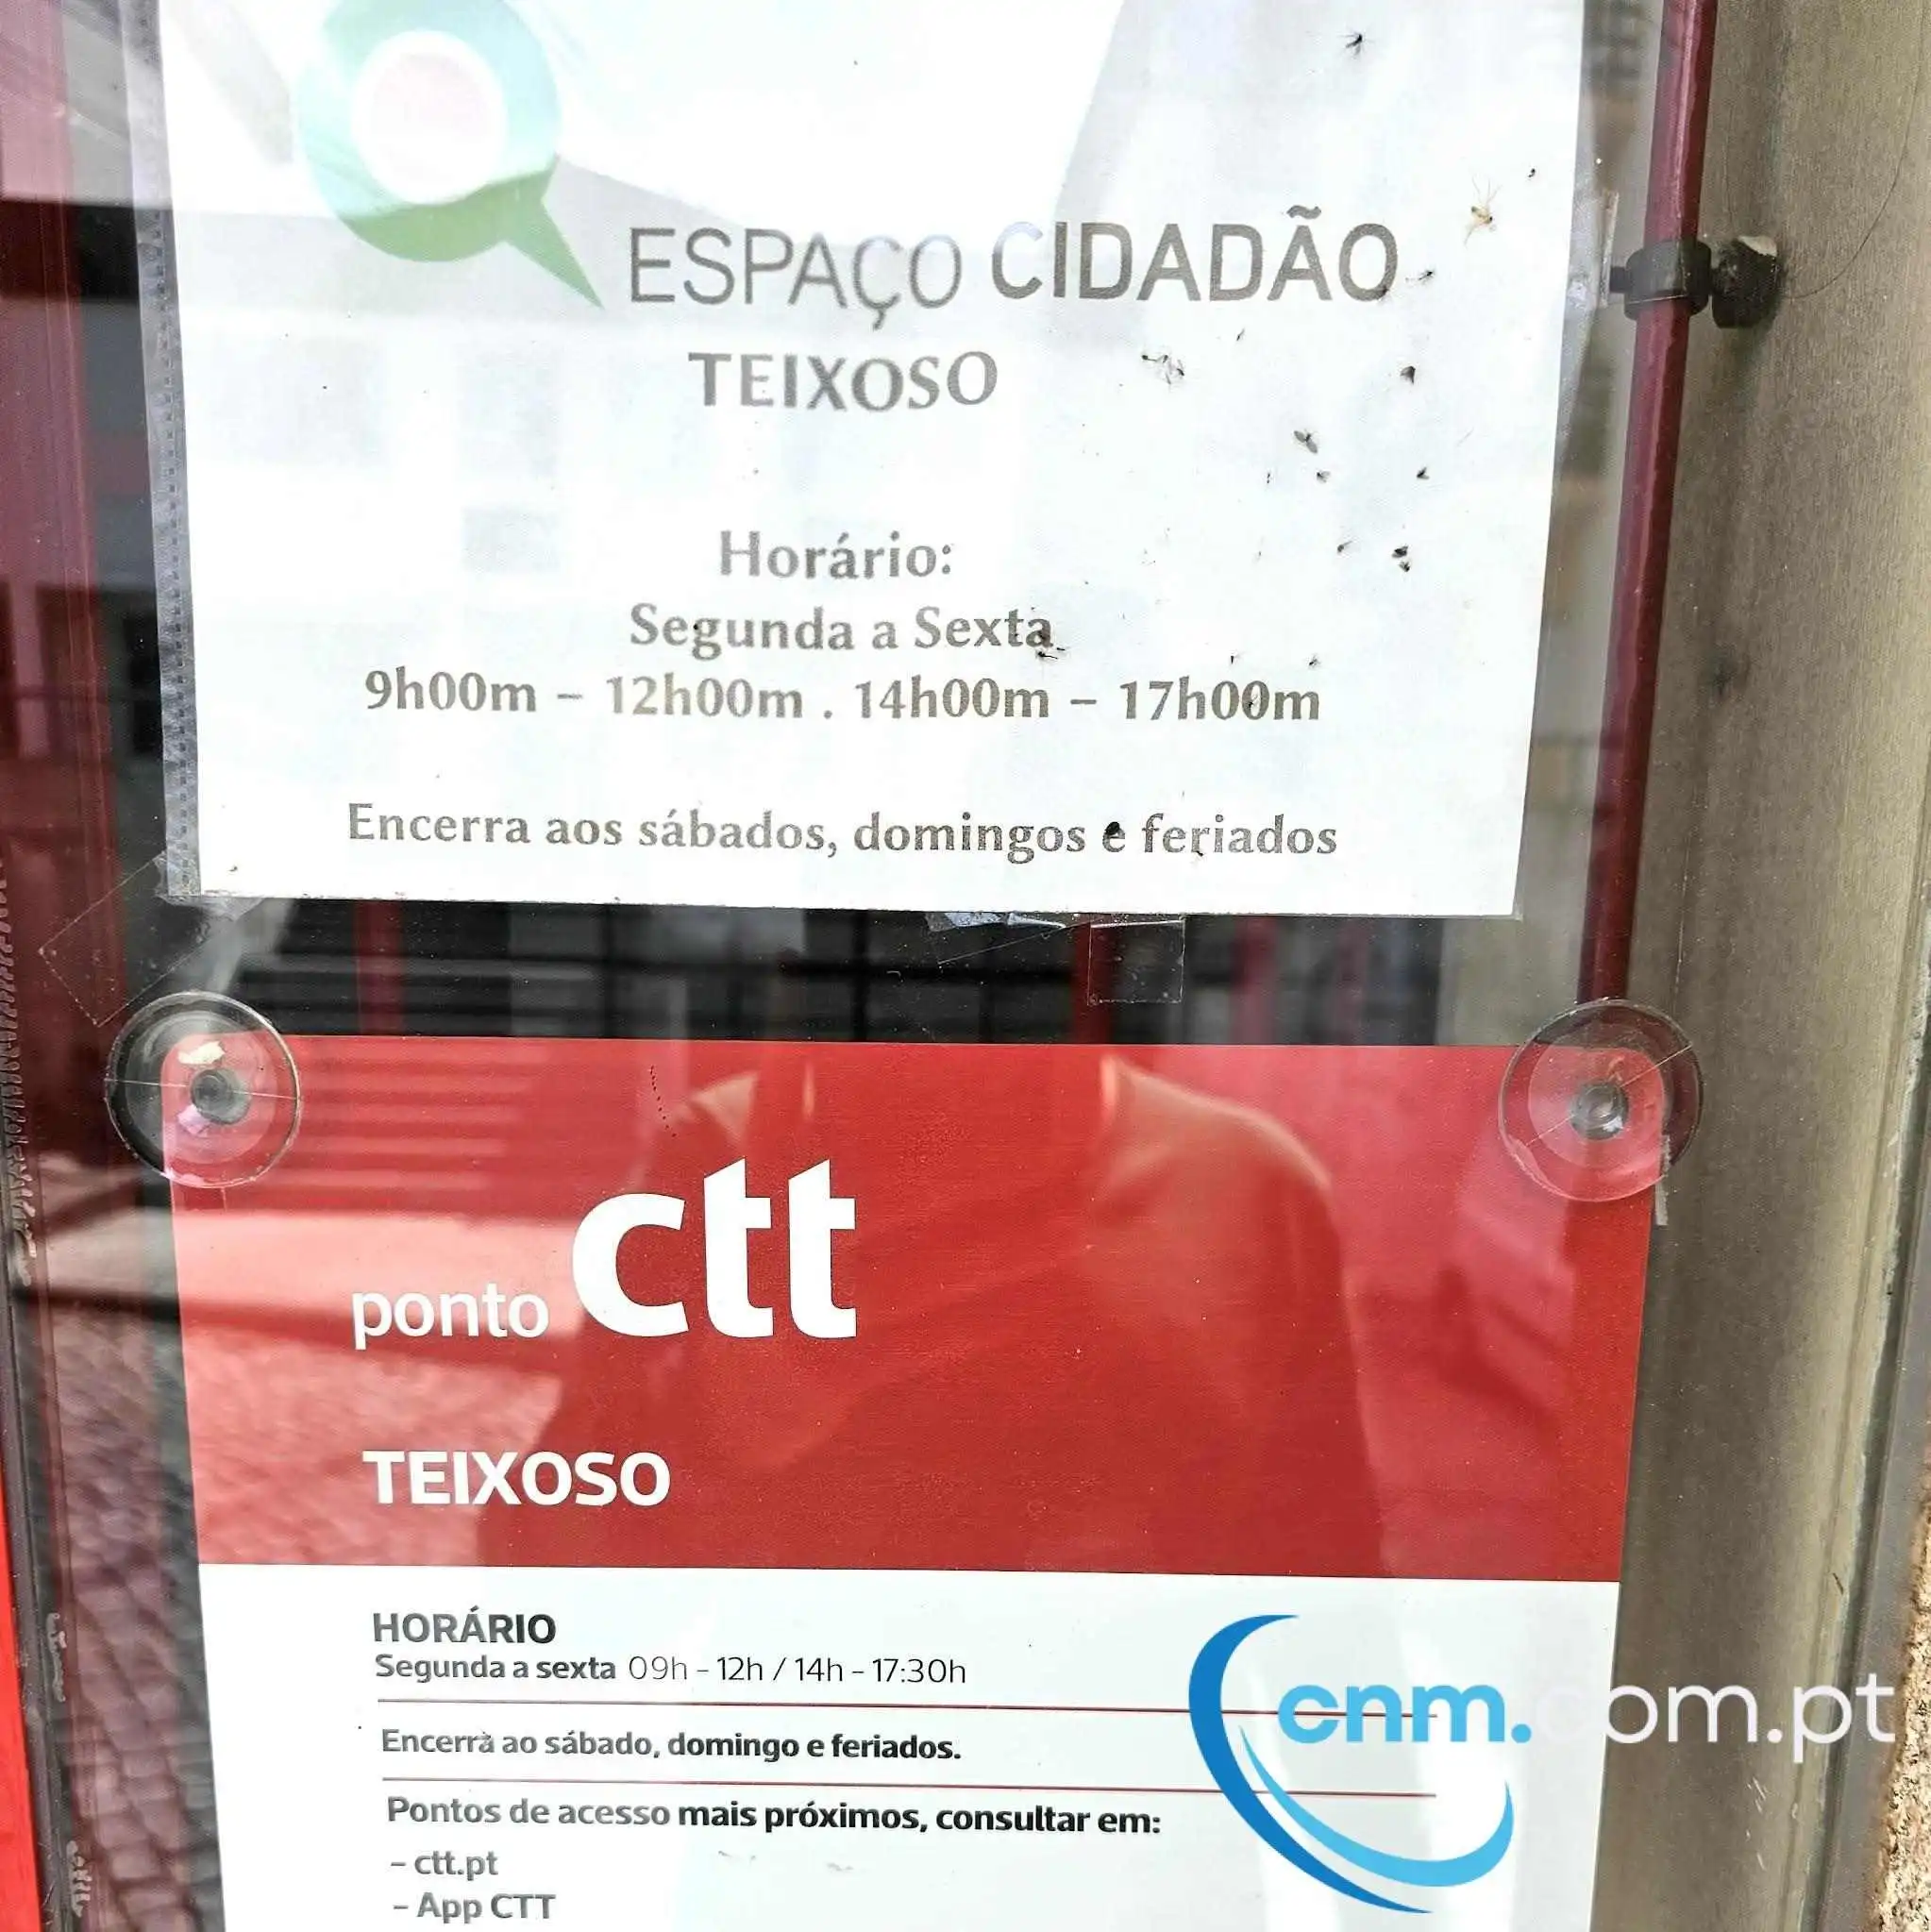 ESPAÇO CIDADÃO
TEIXOSO
Horário:
Segunda a Sexta
9h00m – 12h00m . 14h00m – 17h00m
Encerra aos sábados, domingos e feriados
ponto ctt
TEIXOSO
HORÁRIO
Segunda a sexta 09h – 12h / 14h – 17:30h
Encerra ao sábado, domingo e feriados.
Pontos de acesso mais próximos, consultar em:
– ctt.pt
– App CTT
cnm.com.pt